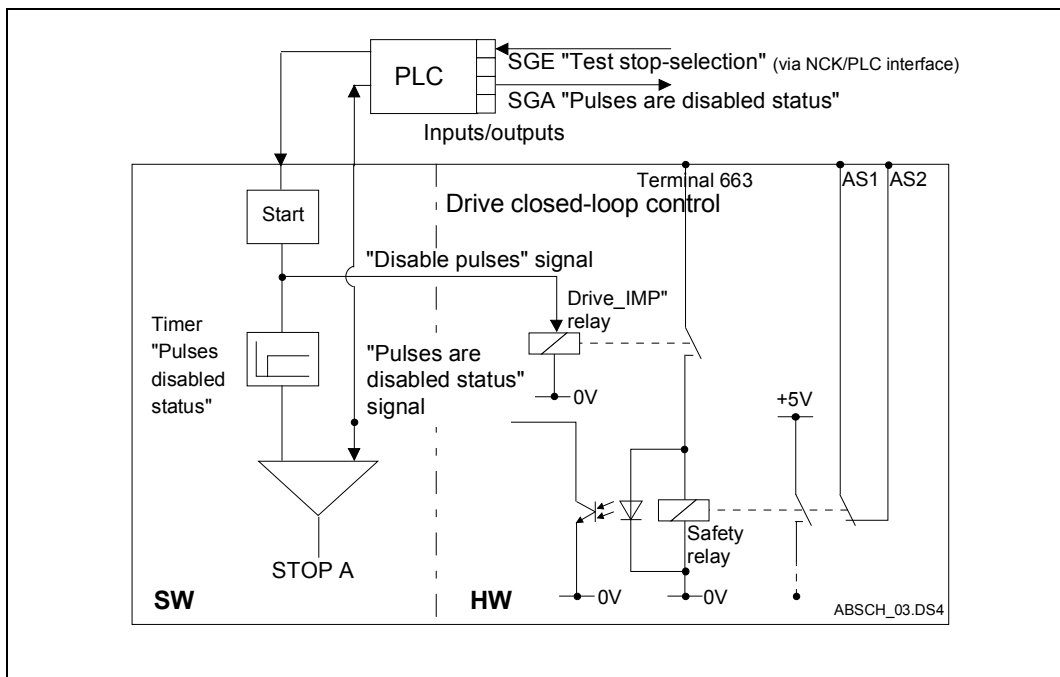 PLC
SGE "Test stop-selection" (via NCK/PLC interface)
SGA "Pulses are disabled status"
Inputs/outputs
Terminal 663
AS1
AS2
Start
Drive closed-loop control
"Disable pulses" signal
Drive_IMP"
relay
Timer
"Pulses
disabled
status"
"Pulses are
disabled status"
signal
0V
+5V
Safety
relay
STOP A
0V
0V
SW
HW
ABSCH_03.DS4